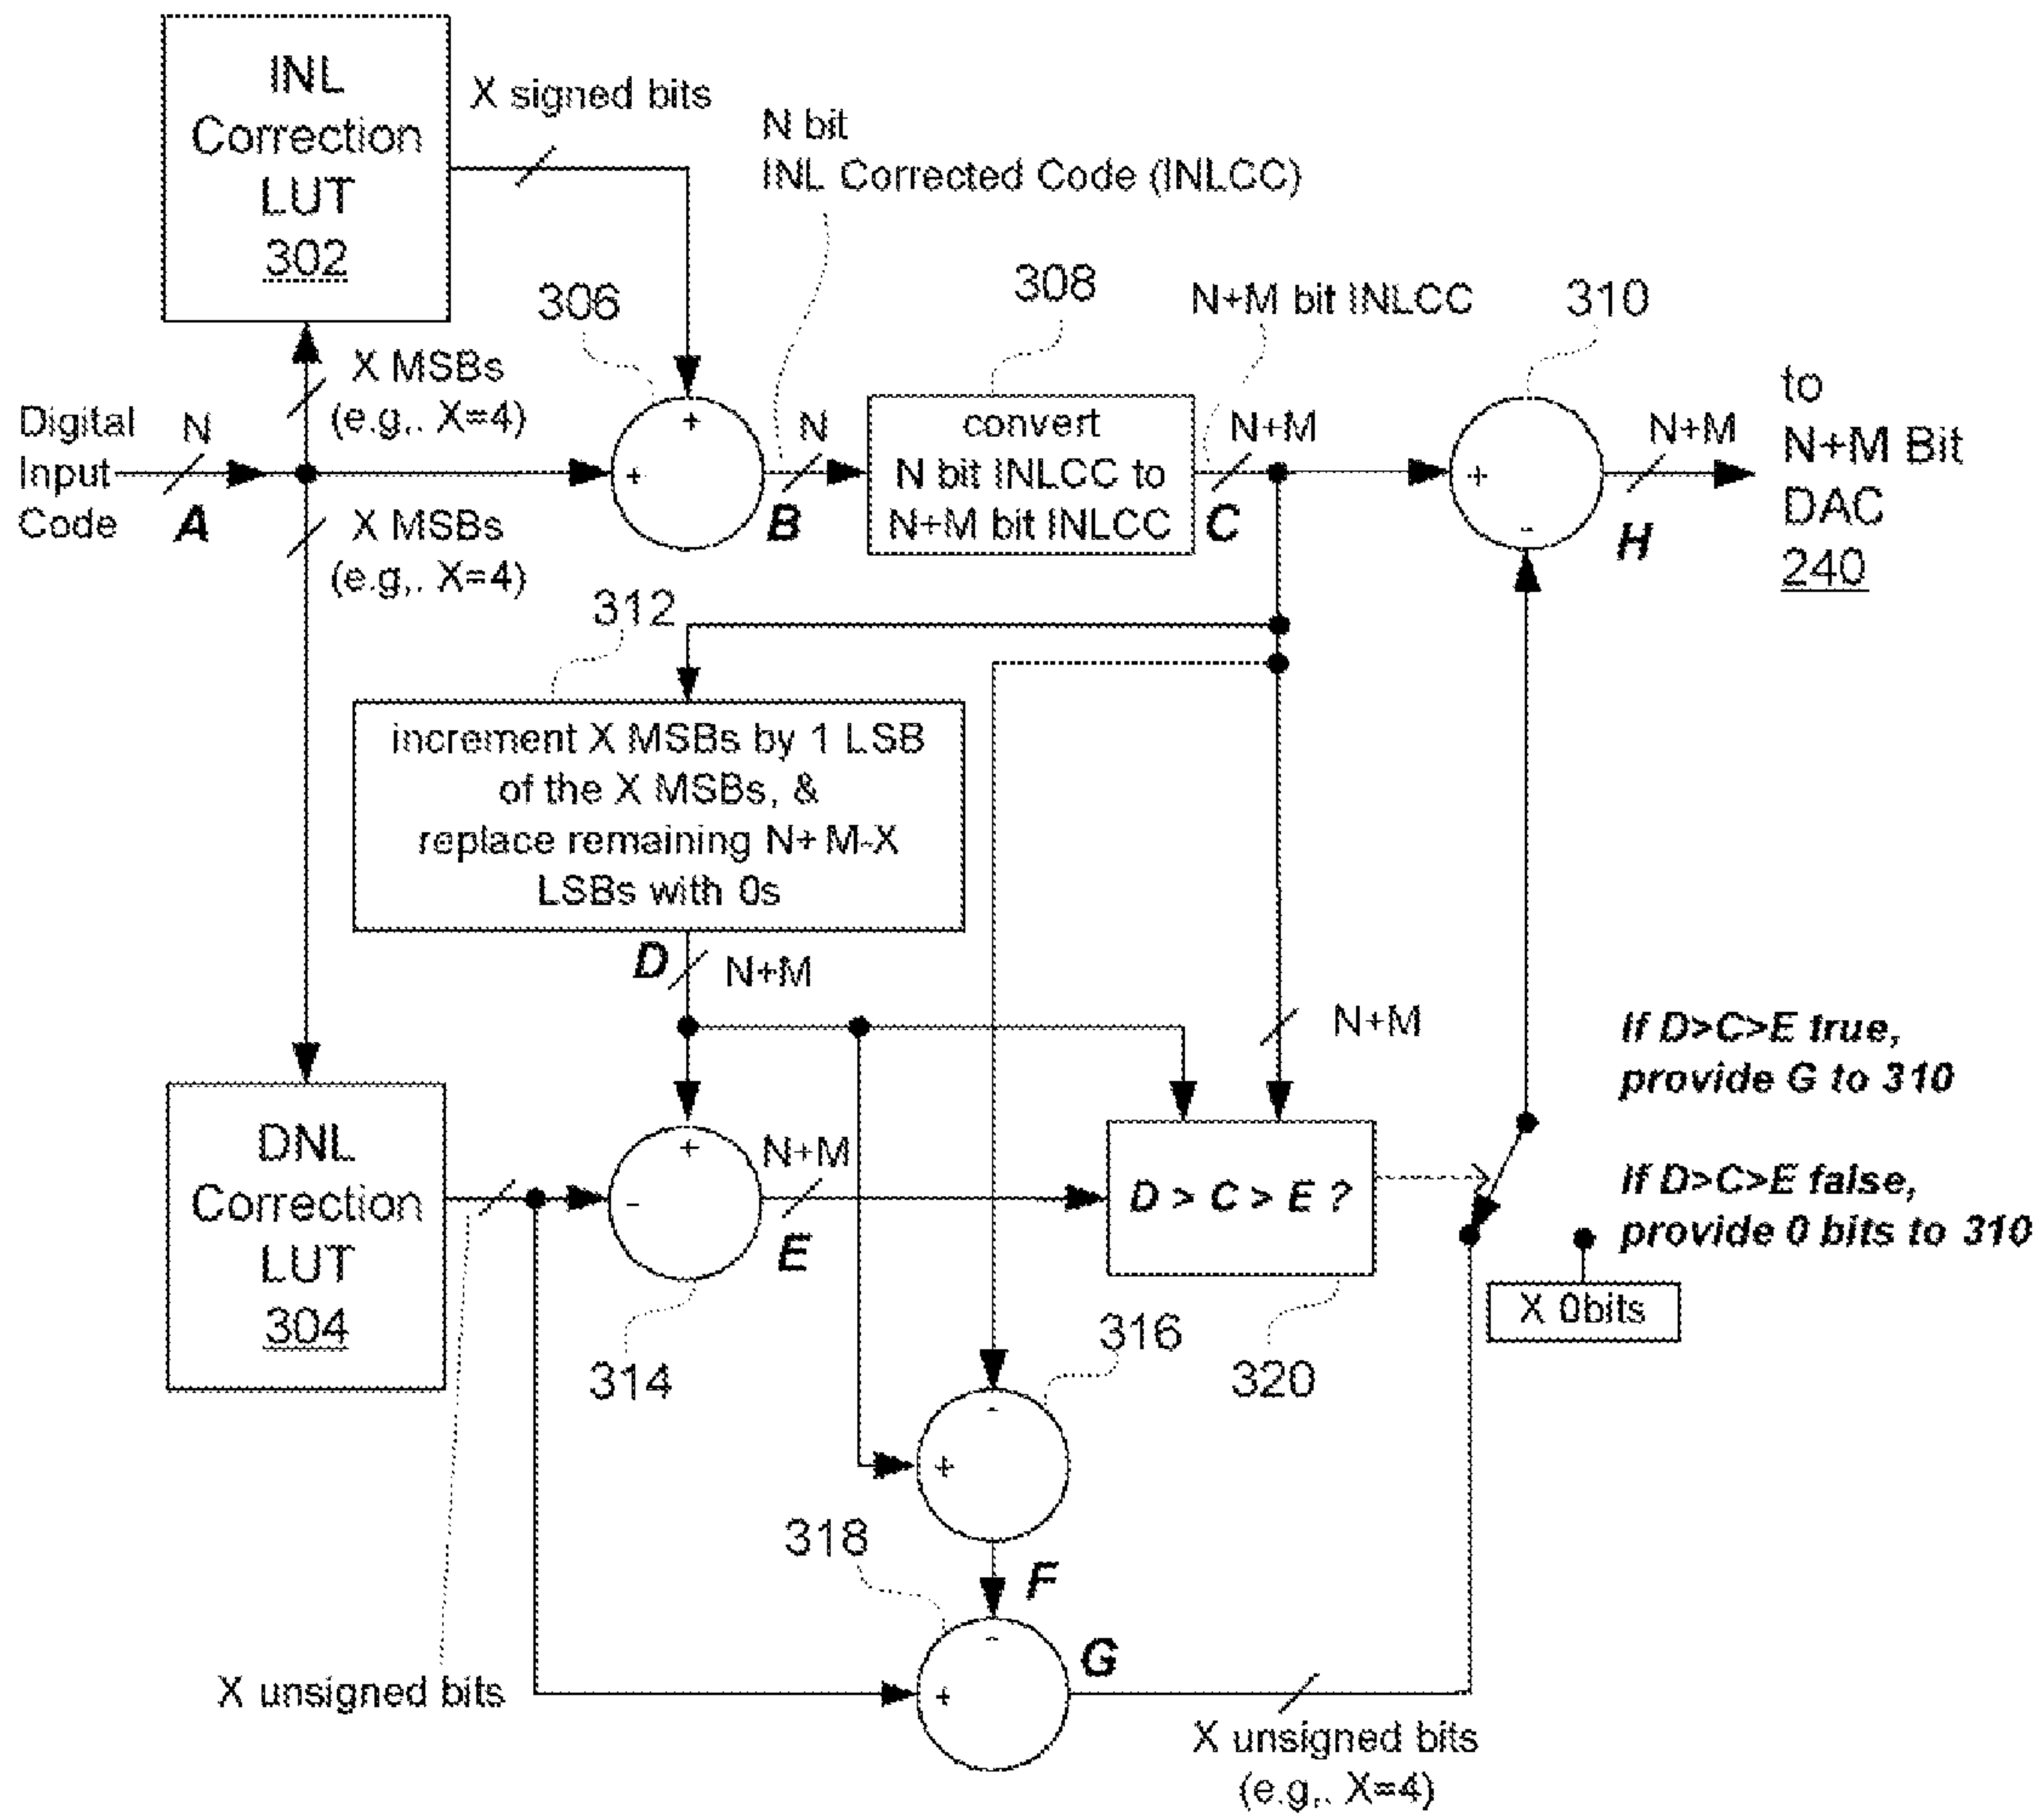 INL
Correction
LUT
302
X signed bits
N bit
INL Corrected Code (INLCC)
306
308
N+M bit INLCC
310
X MSBs
(e.g,. X=4)
Digital
Input
Code
N
A
X MSBs
(e.g,. X=4)
+
+
N
B
convert
N bit INLCC to
N+M bit INLCC
N+M
C
+
-
N+M
H
to
N+M Bit
DAC
240
312
increment X MSBs by 1 LSB
of the X MSBs, &
replace remaining N+M-X
LSBs with 0s
D
N+M
N+M
If D>C>E true,
provide G to 310
DNL
Correction
LUT
304
+
-
N+M
E
D > C > E ?
If D>C>E false,
provide 0 bits to 310
X 0bits
314
316
320
-
+
318
F
-
G
+
X unsigned bits
X unsigned bits
(e.g,. X=4)